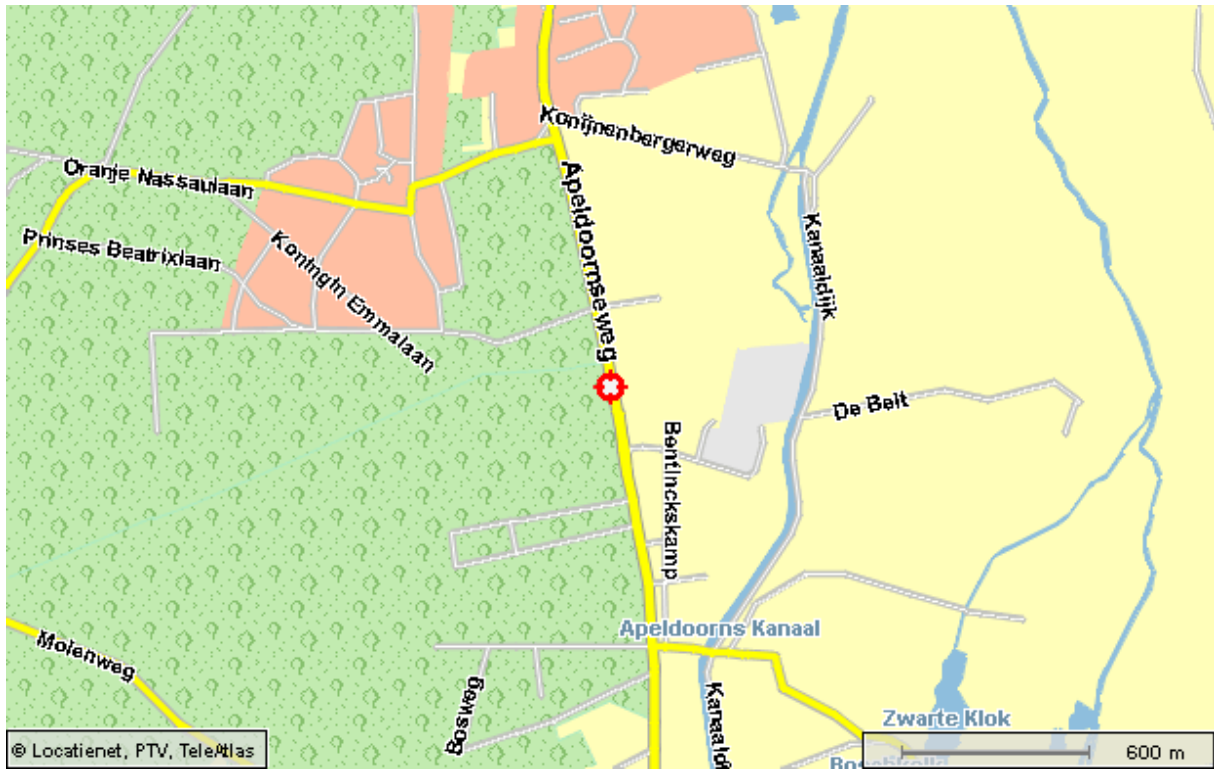 Konijnenbergerweg
Oranje Nassaulaan
Apeldoornseweg
Prinses Beatrixlaan
Koningin Emmalaan
Kanaaldijk
De Belt
Bentinckskamp
Apeldoorns Kanaal
Molenweg
Bosweg
Zwarte Klok
© Locatienet, PTV, TeleAtlas
600 m